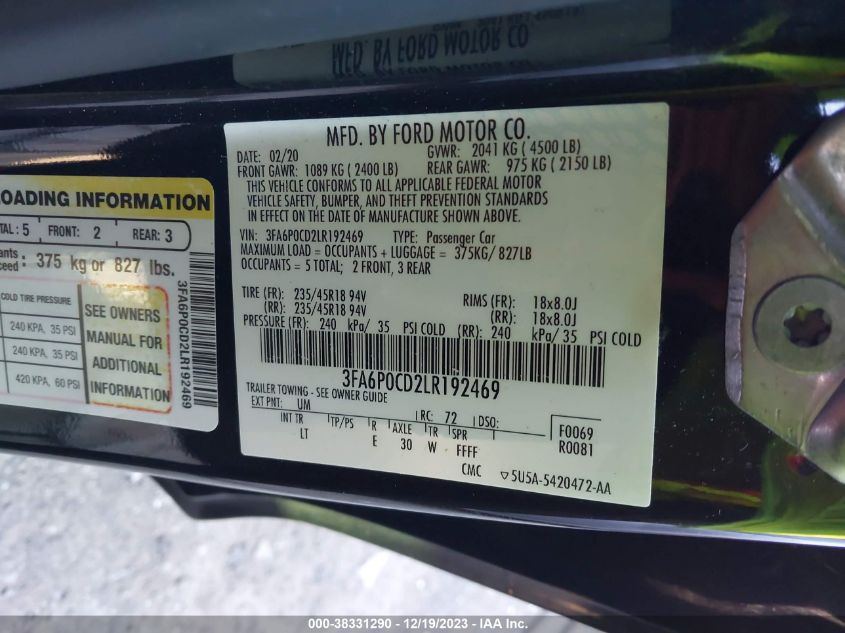 MFD. BY FORD MOTOR CO.
MFD. BY FORD MOTOR CO.
DATE: 02/20 GVWR: 2041 KG ( 4500 LB)
FRONT GAWR: 1089 KG ( 2400 LB) REAR GAWR: 975 KG ( 2150 LB)
THIS VEHICLE CONFORMS TO ALL APPLICABLE FEDERAL MOTOR
VEHICLE SAFETY, BUMPER, AND THEFT PREVENTION STANDARDS
IN EFFECT ON THE DATE OF MANUFACTURE SHOWN ABOVE.
VIN: 3FA6P0CD2LR192469 TYPE: Passenger Car
MAXIMUM LOAD = OCCUPANTS + LUGGAGE = 375KG/ 827LB
OCCUPANTS = 5 TOTAL; 2 FRONT, 3 REAR
TIRE (FR): 235/45R18 94V RIMS (FR): 18x8.0J
(RR): 235/45R18 94V (RR): 18x8.0J
PRESSURE (FR): 240 kPa/ 35 PSI COLD (RR): 240 kPa/ 35 PSI COLD
3FA6P0CD2LR192469
TRAILER TOWING - SEE OWNER GUIDE
EXT PNT: UM RC: 72 DSO:
INT TR TP/PS R AXLE TR SPR F0069
LT E 30 W FFFF R0081
CMC 5U5A-5420472-AA
LOADING INFORMATION
TAL: 5 FRONT: 2 REAR: 3
ants
ceed: 375 kg or 827 lbs.
COLD TIRE PRESSURE
240 KPA, 35 PSI
240 KPA, 35 PSI
420 KPA, 60 PSI
SEE OWNERS
MANUAL FOR
ADDITIONAL
INFORMATION
3FA6P0CD2LR192469
000-38331290 - 12/19/2023 - IAA Inc.